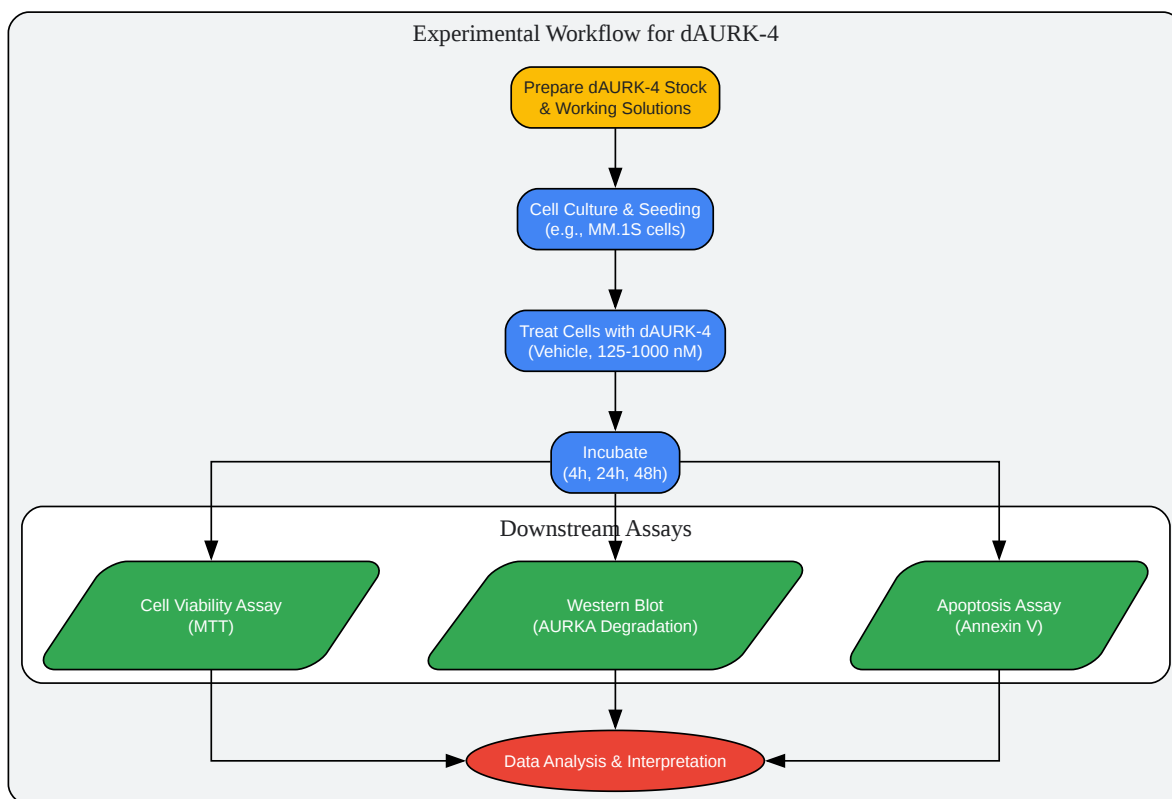 Experimental Workflow for dAURK-4
Prepare dAURK-4 Stock
& Working Solutions
Cell Culture & Seeding
(e.g., MM.1S cells)
Treat Cells with dAURK-4
(Vehicle, 125-1000 nM)
Incubate
(4h, 24h, 48h)
Downstream Assays
Cell Viability Assay
(MTT)
Western Blot
(AURKA Degradation)
Apoptosis Assay
(Annexin V)
Data Analysis & Interpretation